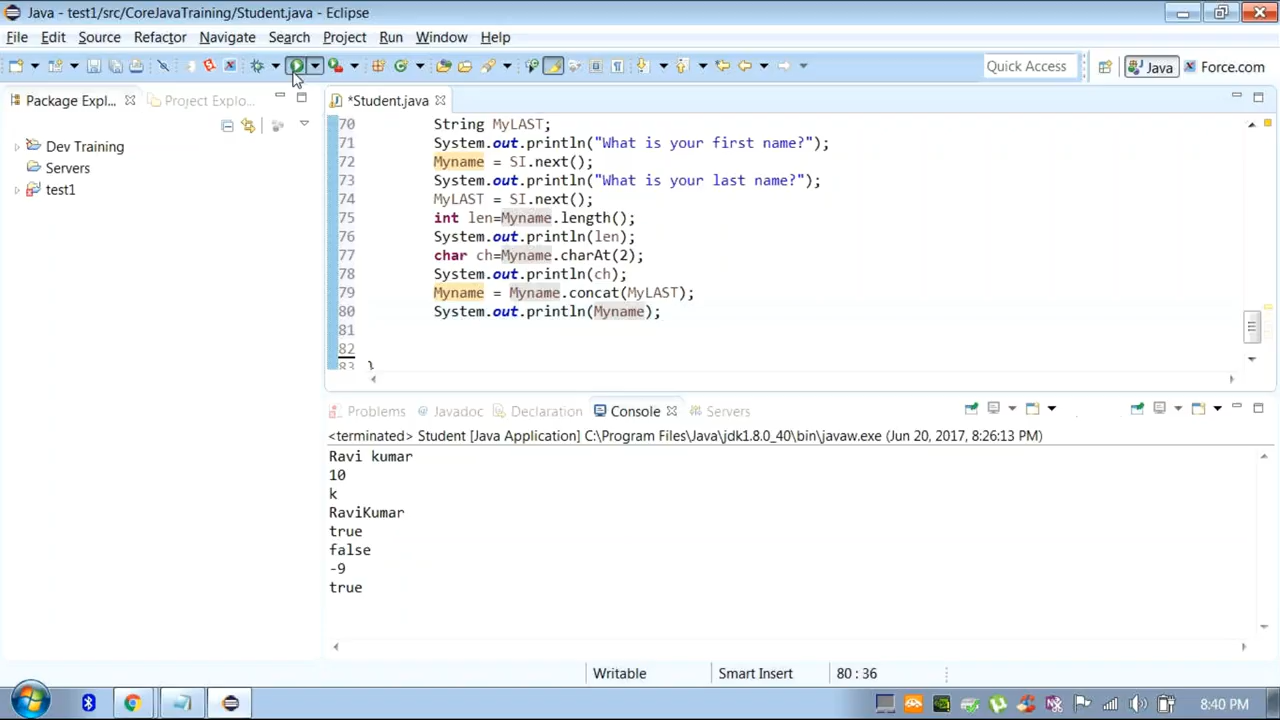 Java - test1/src/CoreJavaTraining/Student.java - Eclipse
File Edit Source Refactor Navigate Search Project Run Window Help
Quick Access Java Force.com
Package Expl... Project Explo...
Dev Training
Servers
test1
*Student.java
70 String MyLAST;
71 System.out.println("What is your first name?");
72 Myname = SI.next();
73 System.out.println("What is your last name?");
74 MyLAST = SI.next();
75 int len=Myname.length();
76 System.out.println(len);
77 char ch=Myname.charAt(2);
78 System.out.println(ch);
79 Myname = Myname.concat(MyLAST);
80 System.out.println(Myname);
81
82
83 }
Problems @ Javadoc Declaration Console Servers
<terminated> Student [Java Application] C:\Program Files\Java\jdk1.8.0_40\bin\javaw.exe (Jun 20, 2017, 8:26:13 PM)
Ravi kumar
10
k
RaviKumar
true
false
-9
true
Writable Smart Insert 80 : 36
8:40 PM